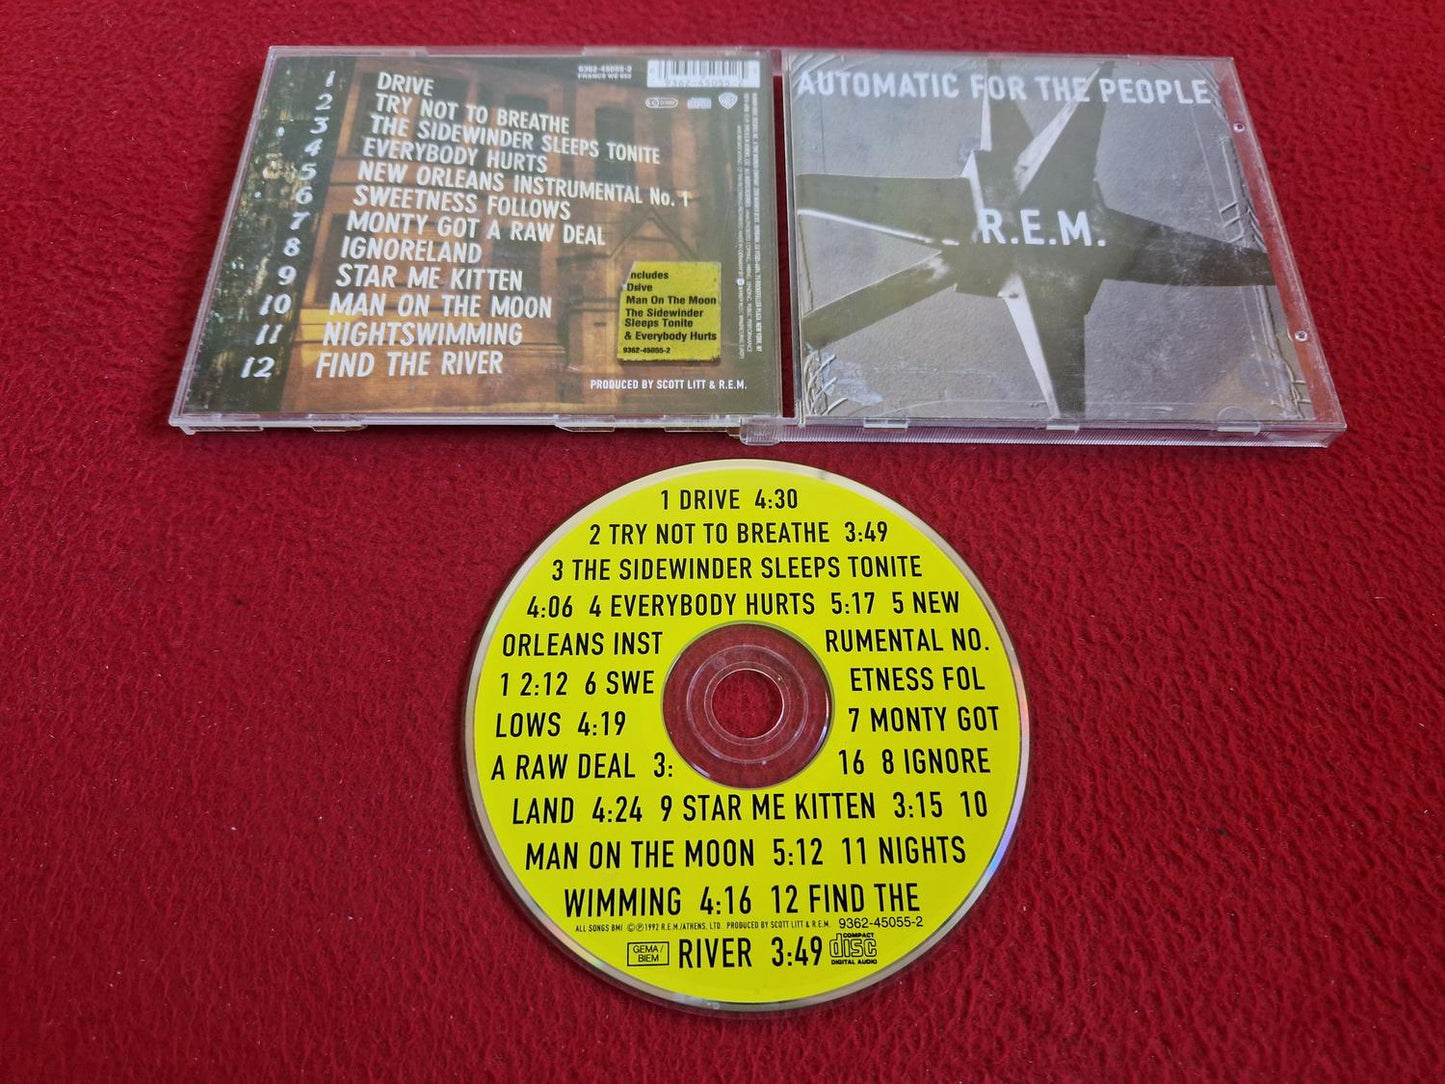 1 DRIVE
2 TRY NOT TO BREATHE
3 THE SIDEWINDER SLEEPS TONITE
4 EVERYBODY HURTS
5 NEW ORLEANS INSTRUMENTAL No. 1
6 SWEETNESS FOLLOWS
7 MONTY GOT A RAW DEAL
8 IGNORELAND
9 STAR ME KITTEN
10 MAN ON THE MOON
11 NIGHTSWIMMING
12 FIND THE RIVER
9362-45055-2
FRANCE WE 833
9362-45055-2
ncludes
Drive
Man On The Moon
The Sidewinder
Sleeps Tonite
& Everybody Hurts
9362-45055-2
PRODUCED BY SCOTT LITT & R.E.M.
AUTOMATIC FOR THE PEOPLE
R.E.M.
1 DRIVE 4:30
2 TRY NOT TO BREATHE 3:49
3 THE SIDEWINDER SLEEPS TONITE
4:06 4 EVERYBODY HURTS 5:17 5 NEW
ORLEANS INST RUMENTAL NO.
1 2:12 6 SWE ETNESS FOL
LOWS 4:19 7 MONTY GOT
A RAW DEAL 3: 16 8 IGNORE
LAND 4:24 9 STAR ME KITTEN 3:15 10
MAN ON THE MOON 5:12 11 NIGHTS
WIMMING 4:16 12 FIND THE
ALL SONGS BMI ©℗1992 R.E.M./ATHENS. LTD. PRODUCED BY SCOTT LITT & R.E.M. 9362-45055-2
GEMA/
BIEM
RIVER 3:49
COMPACT
disc
DIGITAL AUDIO